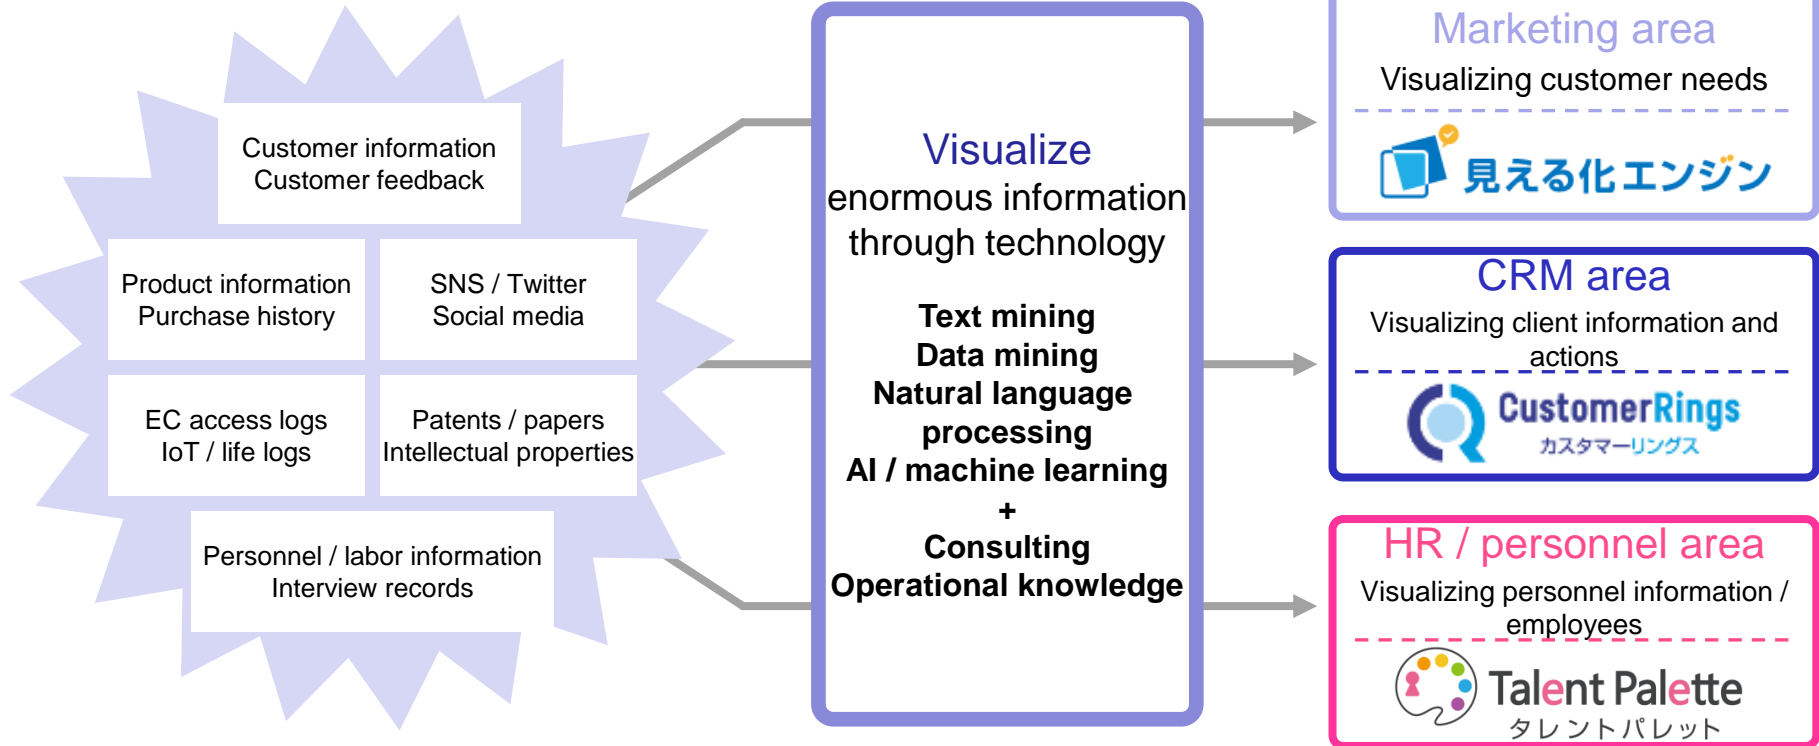 Customer information
Customer feedback
Product information
Purchase history
SNS / Twitter
Social media
EC access logs
IoT / life logs
Patents / papers
Intellectual properties
Personnel / labor information
Interview records
Visualize
enormous information
through technology
Text mining
Data mining
Natural language
processing
AI / machine learning
+
Consulting
Operational knowledge
Marketing area
Visualizing customer needs
見える化エンジン
CRM area
Visualizing client information and
actions
CustomerRings
カスタマーリングス
HR / personnel area
Visualizing personnel information /
employees
Talent Palette
タレントパレット